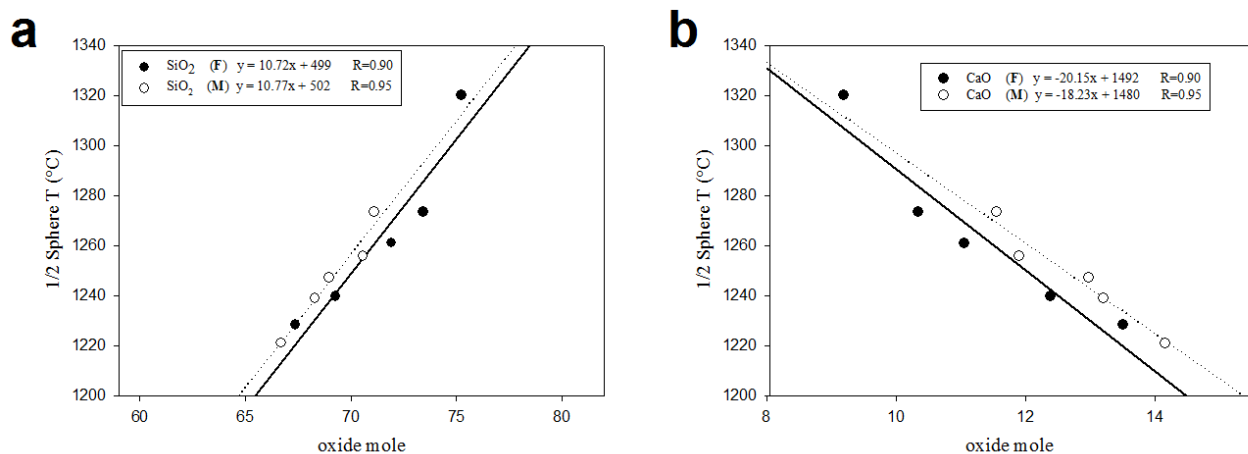 a
1340
1320
1300
1280
1260
1240
1220
1200
1/2 Sphere T (°C)
SiO2 (F) y = 10.72x + 499 R=0.90
SiO2 (M) y = 10.77x + 502 R=0.95
60
65
70
75
80
oxide mole
b
1340
1320
1300
1280
1260
1240
1220
1200
1/2 Sphere T (°C)
CaO (F) y = -20.15x + 1492 R=0.90
CaO (M) y = -18.23x + 1480 R=0.95
8
10
12
14
oxide mole